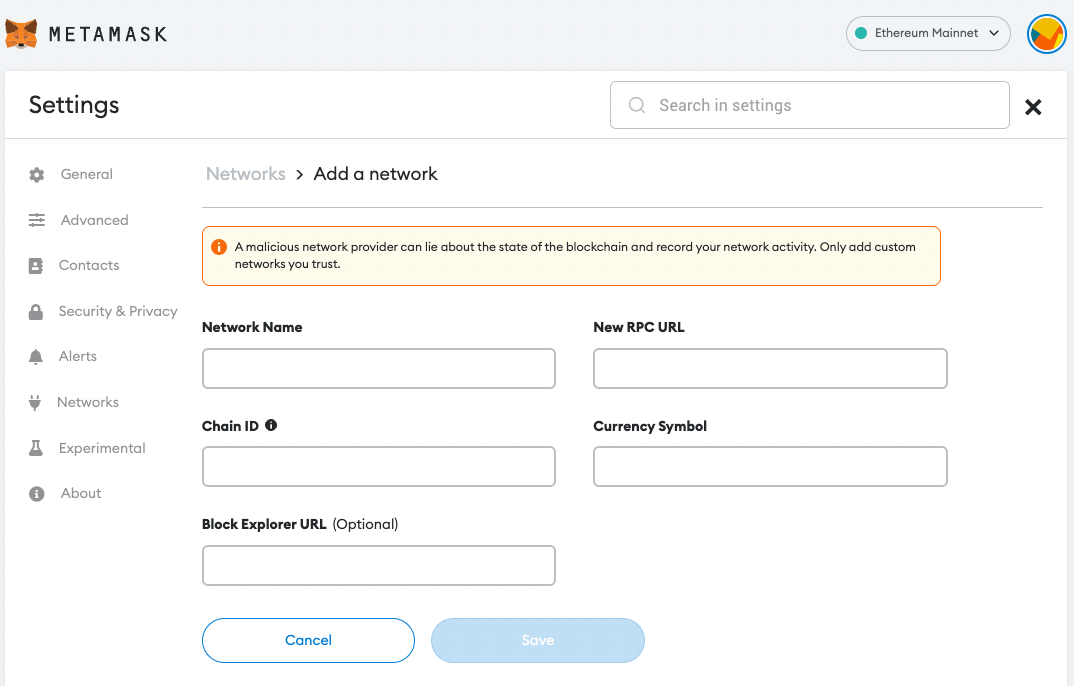 METAMASK
Ethereum Mainnet
Settings
Search in settings
General
Advanced
Contacts
Security & Privacy
Alerts
Networks
Experimental
About
Networks > Add a network
A malicious network provider can lie about the state of the blockchain and record your network activity. Only add custom
networks you trust.
Network Name
New RPC URL
Chain ID
Currency Symbol
Block Explorer URL (Optional)
Cancel
Save